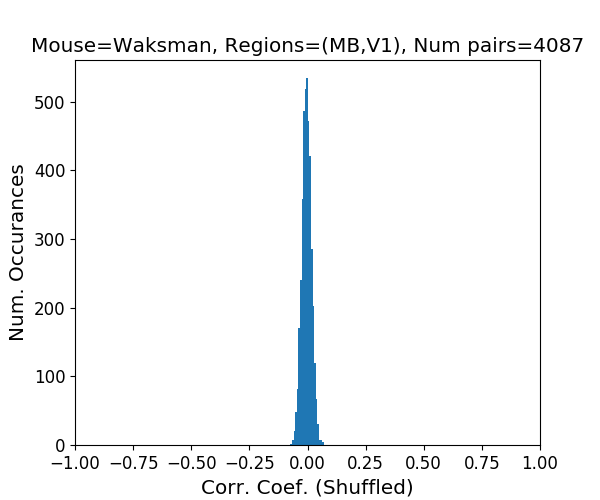 Mouse=Waksman, Regions=(MB,V1), Num pairs=4087
Num. Occurances
500
400
300
200
100
0
−1.00 −0.75 −0.50 −0.25 0.00 0.25 0.50 0.75 1.00
Corr. Coef. (Shuffled)